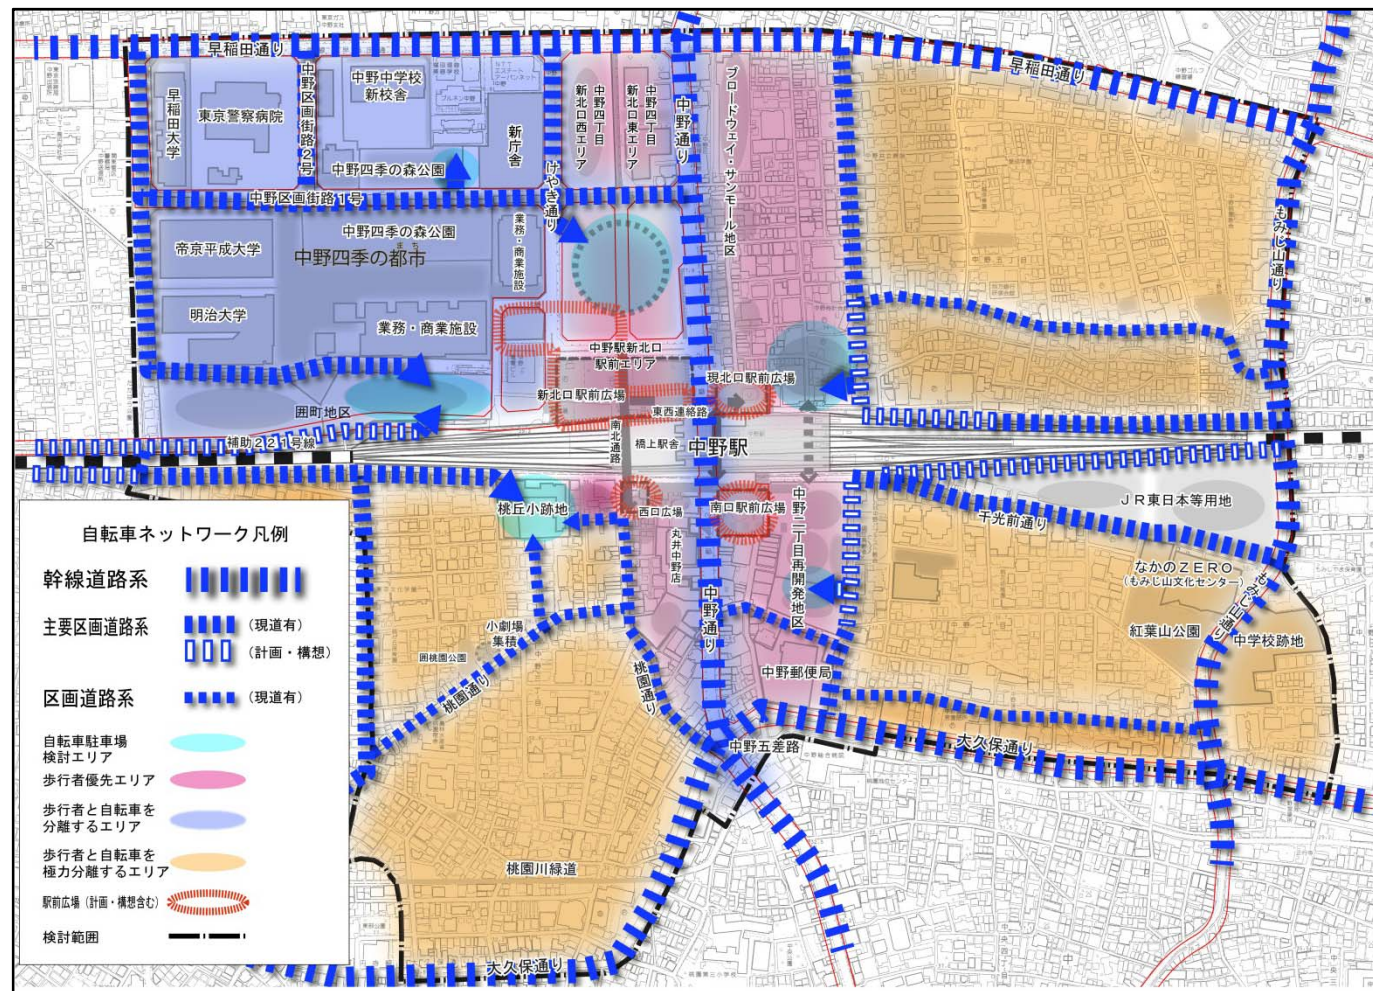 早稲田通り
早稲田通り
中野区画街路2号
中野中学校
新校舎
東京警察病院
早稲田大学
新庁舎
中野四季の森公園
中野区画街路1号
けやき通り
中野四丁目
新北口西エリア
中野四丁目
新北口東エリア
中野通り
ブロードウェイ・サンモール地区
もみじ山通り
帝京平成大学
中野四季の森公園
まち
中野四季の都市
業務・商業施設
明治大学
業務・商業施設
中野駅新北口
駅前エリア
新北口駅前広場
現北口駅前広場
東西連絡路
囲町地区
補助221号線
南北通路
橋上駅舎
中野駅
桃丘小跡地
西口広場
南口駅前広場
中野二丁目再開発地区
丸井中野店
JR東日本等用地
千光前通り
なかのZERO
(もみじ山文化センター)
もみじ山通り
紅葉山公園
中学校跡地
小劇場
集積
囲桃園公園
桃園通り
桃園通り
中野通り
中野郵便局
中野五差路
大久保通り
桃園川緑道
大久保通り
桃園第三小学校
自転車ネットワーク凡例
幹線道路系
主要区画道路系
(現道有)
(計画・構想)
区画道路系
(現道有)
自転車駐車場
検討エリア
歩行者優先エリア
歩行者と自転車を
分離するエリア
歩行者と自転車を
極力分離するエリア
駅前広場(計画・構想含む)
検討範囲